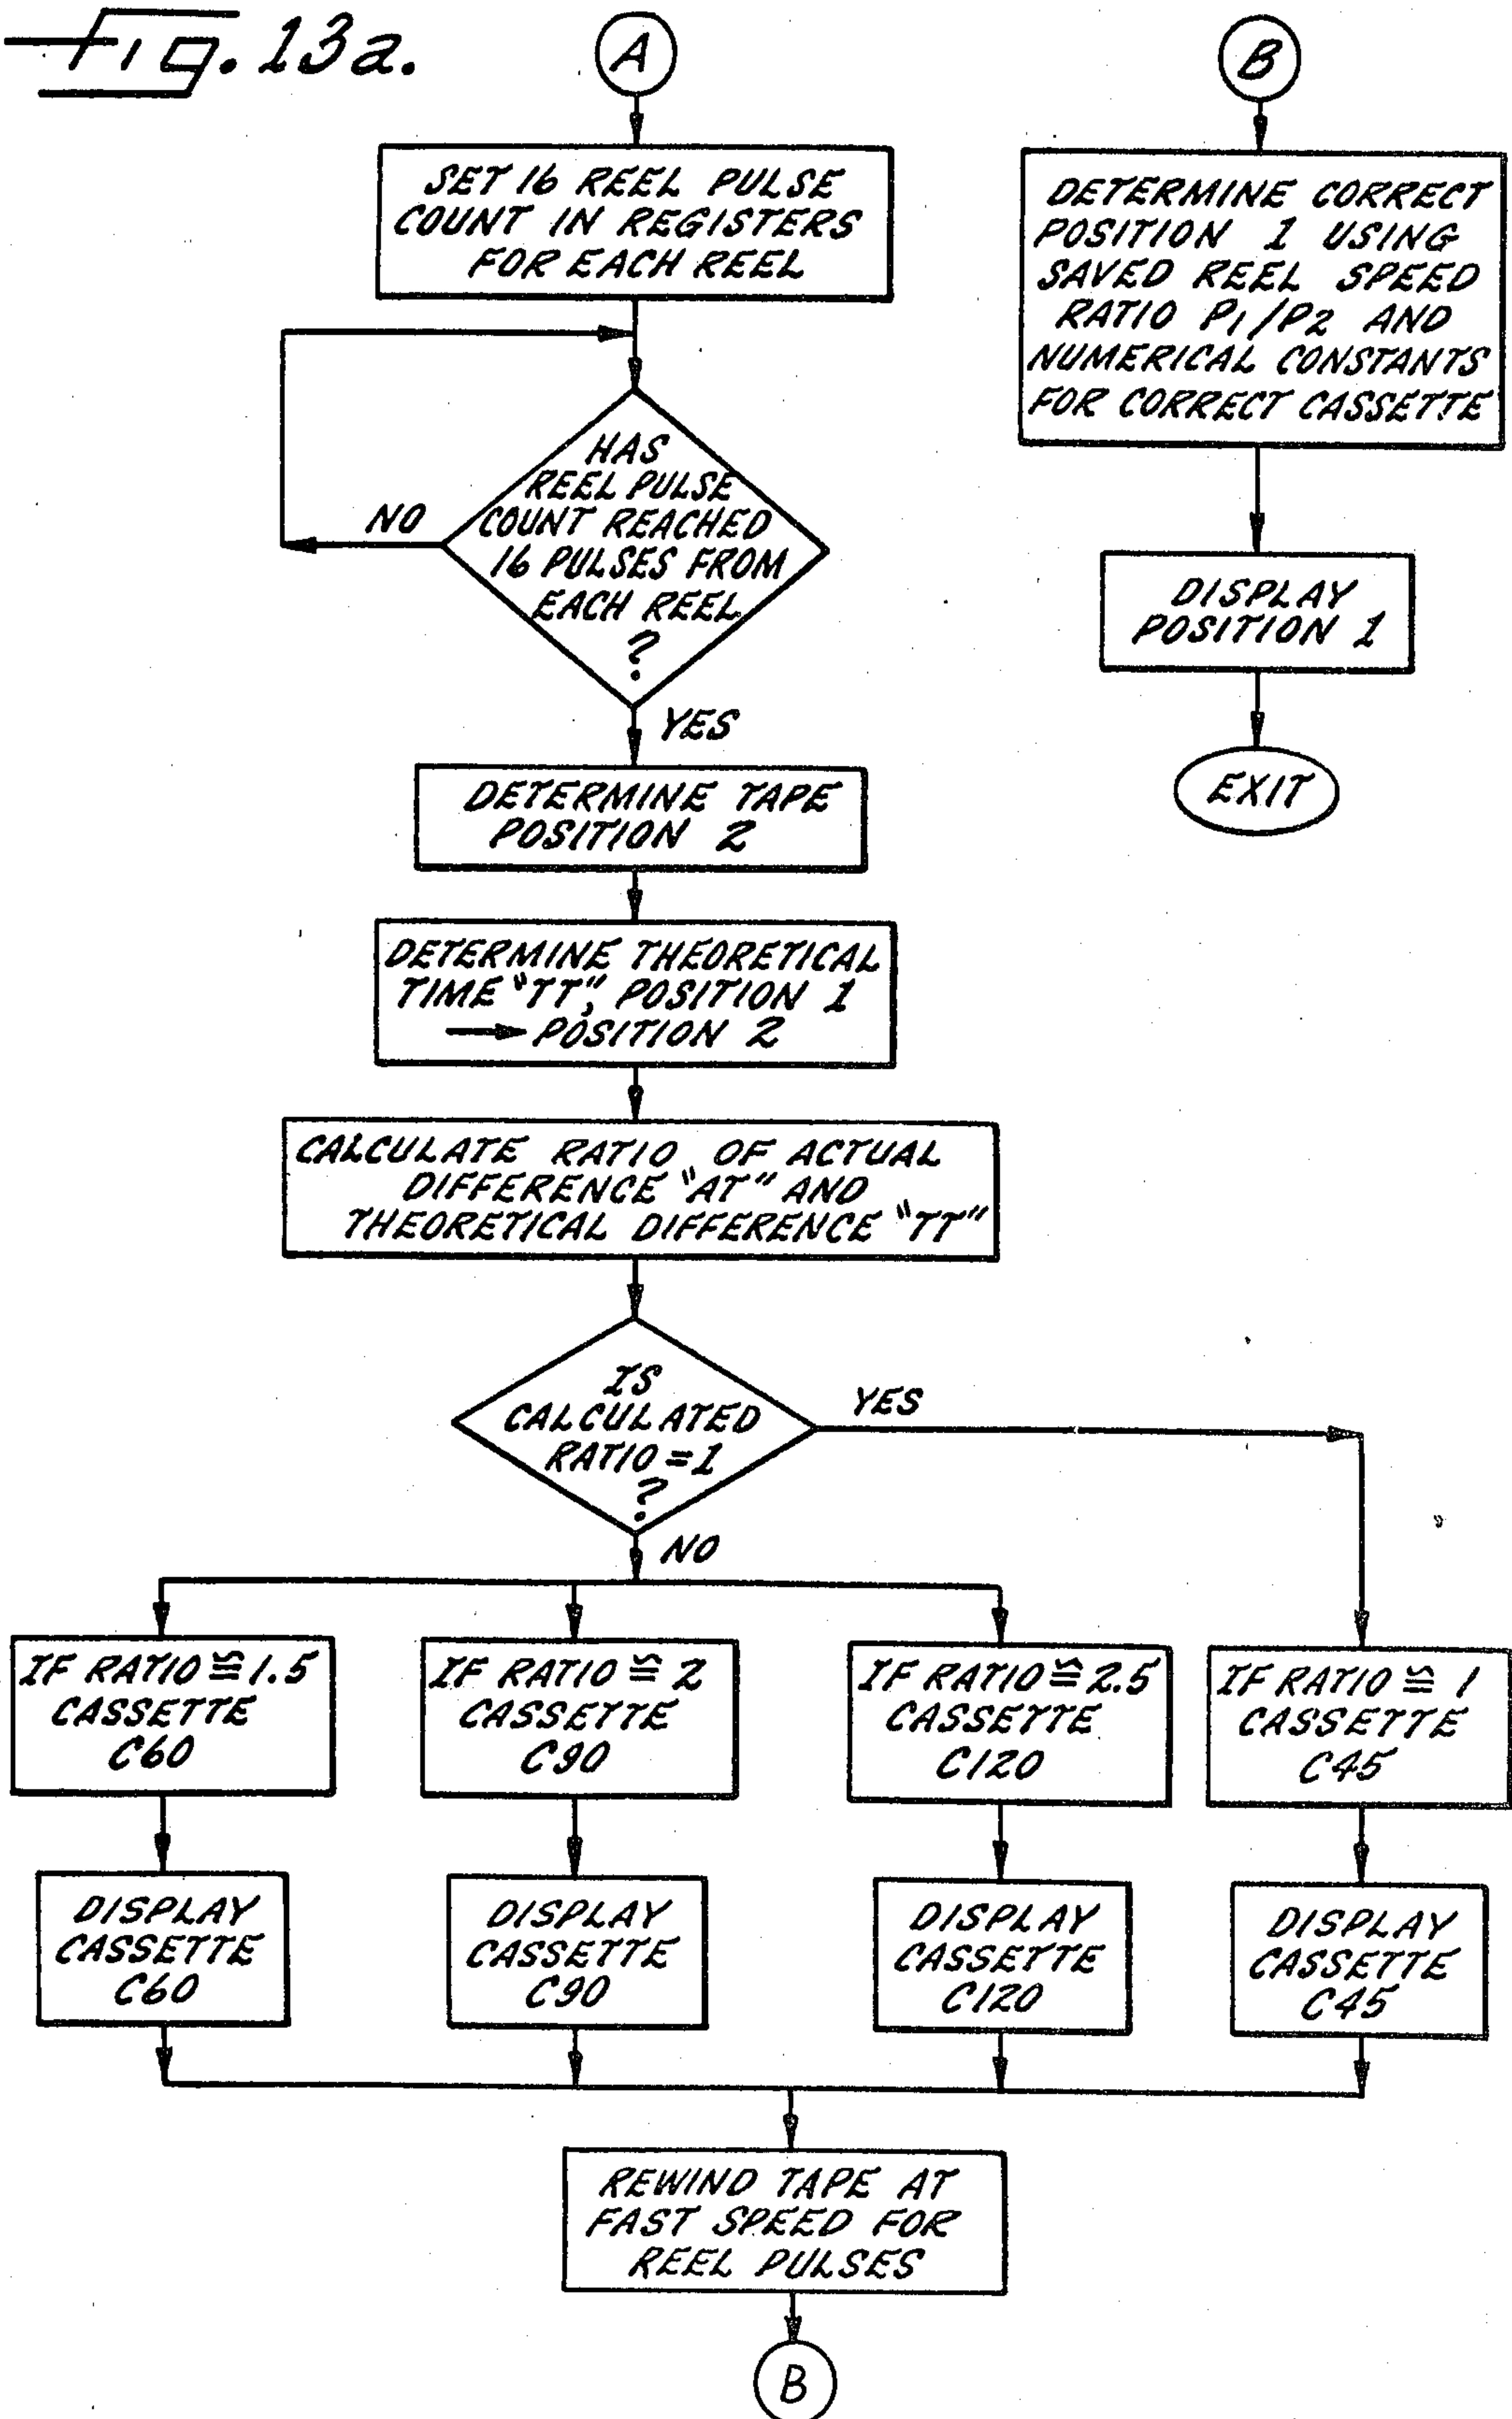 Fig. 13a.
A
SET 16 REEL PULSE
COUNT IN REGISTERS
FOR EACH REEL
HAS
REEL PULSE
COUNT REACHED
16 PULSES FROM
EACH REEL
?
NO
YES
DETERMINE TAPE
POSITION 2
DETERMINE THEORETICAL
TIME "TT", POSITION 1
→ POSITION 2
CALCULATE RATIO OF ACTUAL
DIFFERENCE "AT" AND
THEORETICAL DIFFERENCE "TT"
IS
CALCULATED
RATIO = 1
?
YES
NO
IF RATIO ≌ 1.5
CASSETTE
C60
IF RATIO ≌ 2
CASSETTE
C90
IF RATIO ≌ 2.5
CASSETTE
C120
IF RATIO ≌ 1
CASSETTE
C45
DISPLAY
CASSETTE
C60
DISPLAY
CASSETTE
C90
DISPLAY
CASSETTE
C120
DISPLAY
CASSETTE
C45
REWIND TAPE AT
FAST SPEED FOR
REEL PULSES
B
B
DETERMINE CORRECT
POSITION 1 USING
SAVED REEL SPEED
RATIO P1/P2 AND
NUMERICAL CONSTANTS
FOR CORRECT CASSETTE
DISPLAY
POSITION 1
EXIT